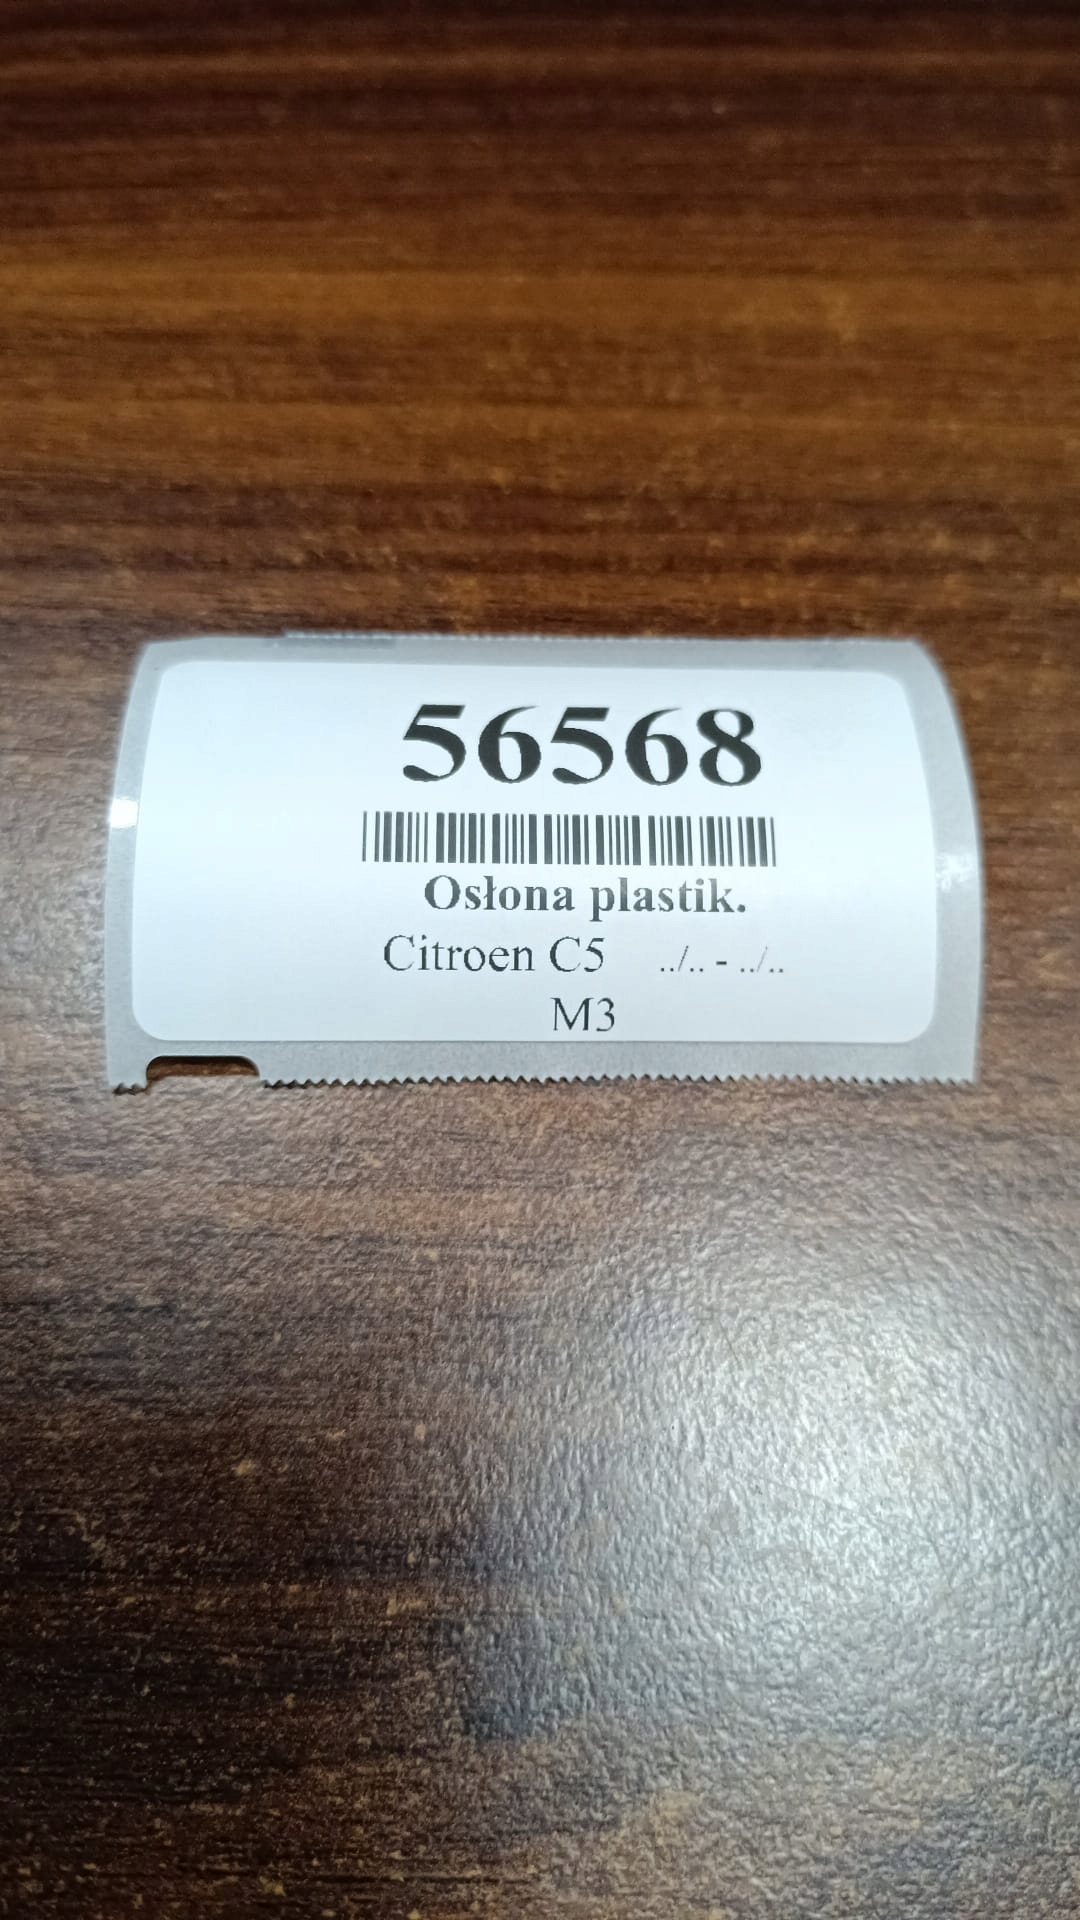 56568
Osłona plastik.
Citroen C5 ../.. - ../..
M3